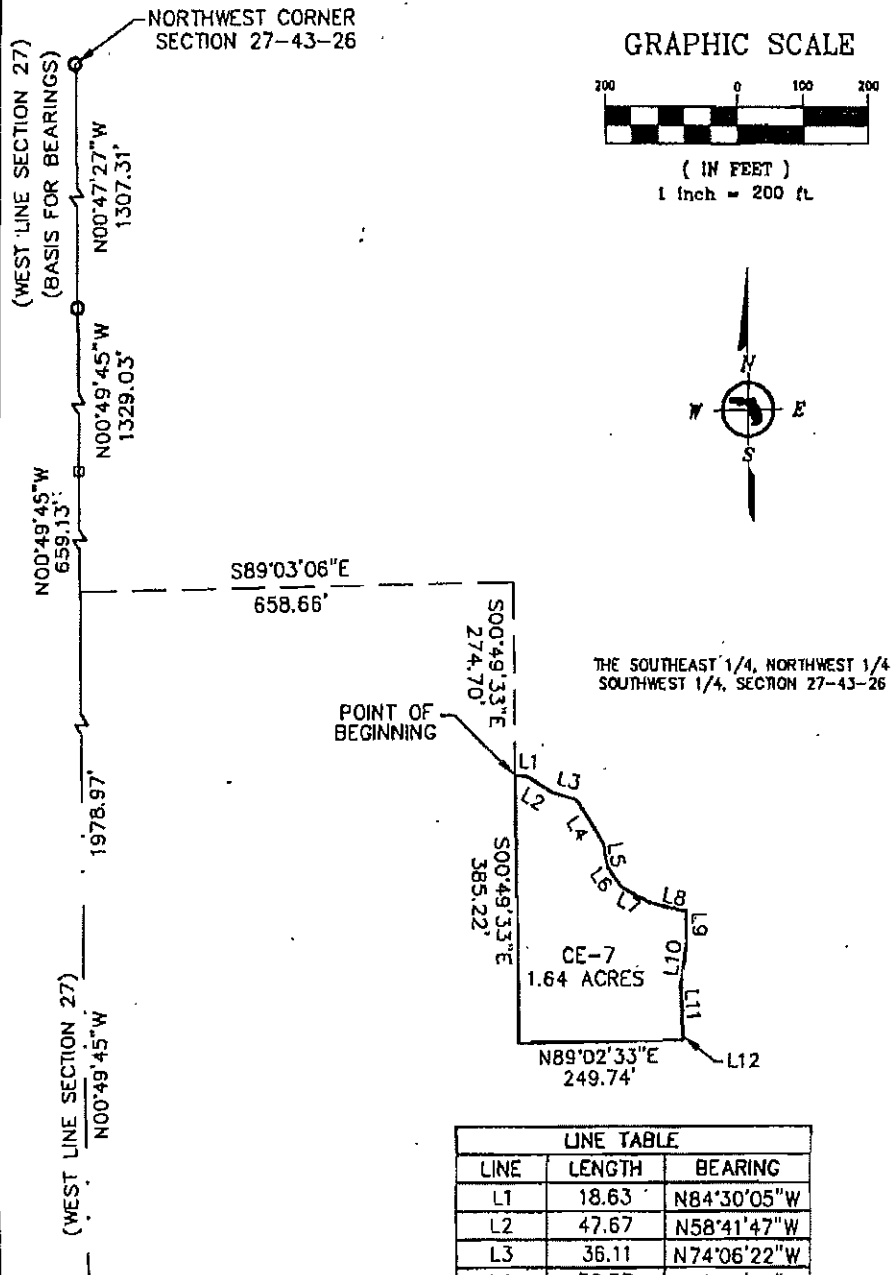 NORTHWEST CORNER
SECTION 27-43-26
(WEST LINE SECTION 27)
(BASIS FOR BEARINGS)
N00°47'27"W
1307.31'
GRAPHIC SCALE
200 0 100 200
( IN FEET )
1 inch = 200 ft.
N00°49'45"W
1329.03'
N
W E
S
N00°49'45"W
659.13'
S89°03'06"E
658.66'
S00°49'33"E
274.70'
THE SOUTHEAST 1/4, NORTHWEST 1/4
SOUTHWEST 1/4, SECTION 27-43-26
POINT OF
BEGINNING
L1
L2
L3
L4
L5
L6
L7
L8
L9
L10
L11
L12
1978.97'
S00°49'33"E
385.22'
CE-7
1.64 ACRES
N89°02'33"E
249.74'
(WEST LINE SECTION 27)
N00°49'45"W
LINE TABLE
LINE LENGTH BEARING
L1 18.63 N84°30'05"W
L2 47.67 N58°41'47"W
L3 36.11 N74°06'22"W